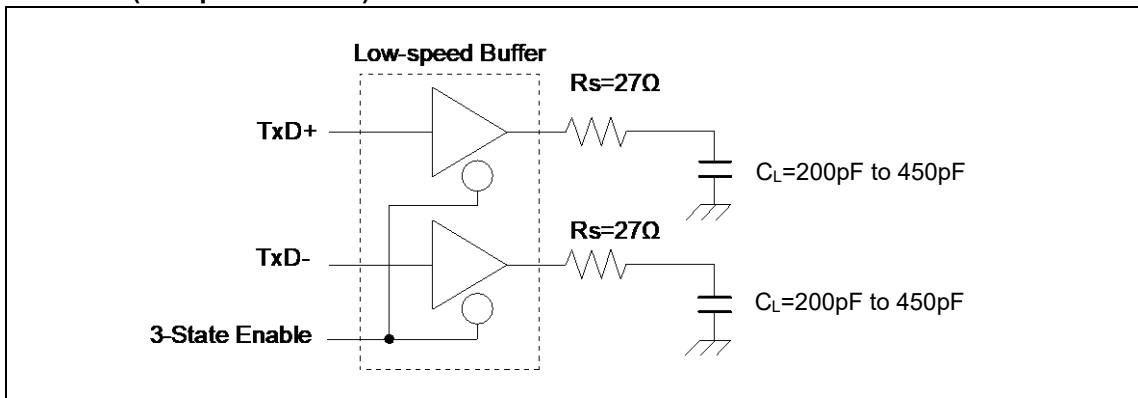 Low-speed Buffer
Rs=27Ω
TxD+
CL=200pF to 450pF
Rs=27Ω
TxD-
CL=200pF to 450pF
3-State Enable